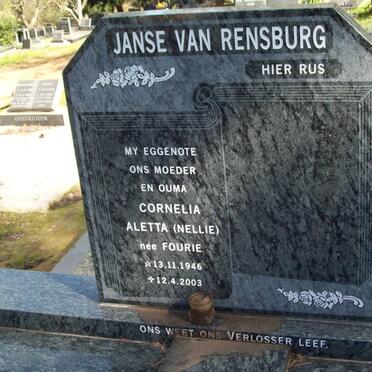 JANSE VAN RENSBURG
HIER RUS
MY EGGENOTE
ONS MOEDER
EN OUMA
CORNELIA
ALETTA (NELLIE)
née FOURIE
☆13.11.1946
✝12.4.2003
ONS WEET ONS VERLOSSER LEEF.
OOSTHUIZEN